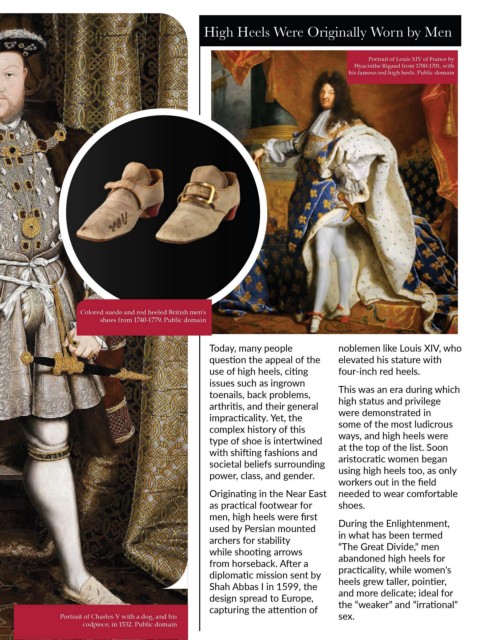 High Heels Were Originally Worn by Men
Portrait of Louis XIV of France by
Hyacinthe Rigaud from 1700-1701, with
his famous red high heels. Public domain
Colored suede and red heeled British men's
shoes from 1740-1779. Public domain
Portrait of Charles V with a dog, and his
codpiece, in 1532. Public domain
Today, many people
question the appeal of the
use of high heels, citing
issues such as ingrown
toenails, back problems,
arthritis, and their general
impracticality. Yet, the
complex history of this
type of shoe is intertwined
with shifting fashions and
societal beliefs surrounding
power, class, and gender.
Originating in the Near East
as practical footwear for
men, high heels were first
used by Persian mounted
archers for stability
while shooting arrows
from horseback. After a
diplomatic mission sent by
Shah Abbas I in 1599, the
design spread to Europe,
capturing the attention of
noblemen like Louis XIV, who
elevated his stature with
four-inch red heels.
This was an era during which
high status and privilege
were demonstrated in
some of the most ludicrous
ways, and high heels were
at the top of the list. Soon
aristocratic women began
using high heels too, as only
workers out in the field
needed to wear comfortable
shoes.
During the Enlightenment,
in what has been termed
"The Great Divide," men
abandoned high heels for
practicality, while women's
heels grew taller, pointier,
and more delicate; ideal for
the "weaker" and "irrational"
sex.